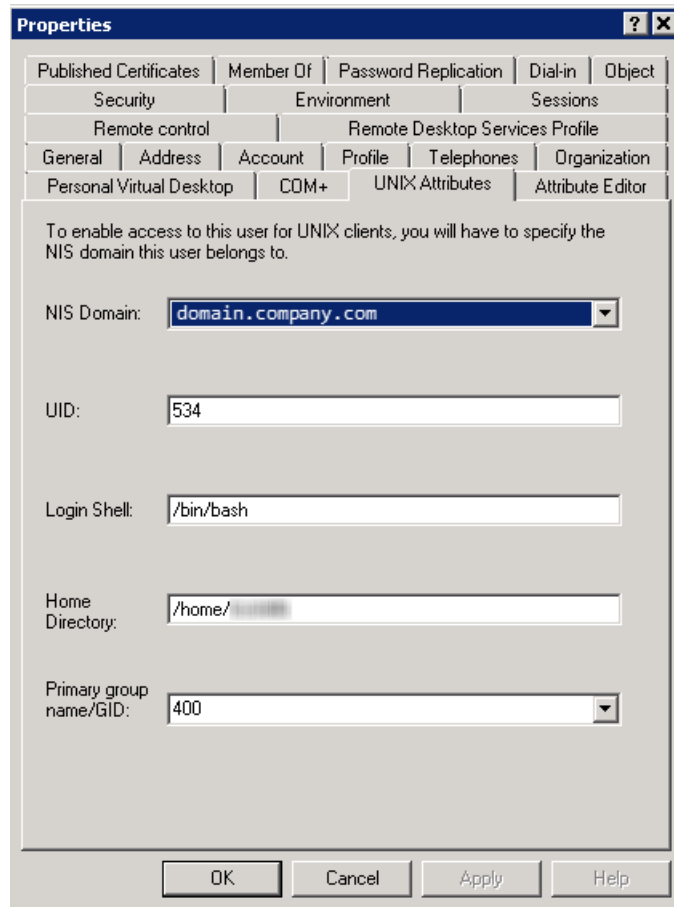 Properties
Published Certificates Member Of Password Replication Dial-in Object
Security Environment Sessions
Remote control Remote Desktop Services Profile
General Address Account Profile Telephones Organization
Personal Virtual Desktop COM+ UNIX Attributes Attribute Editor
To enable access to this user for UNIX clients, you will have to specify the
NIS domain this user belongs to.
NIS Domain: domain.company.com
UID: 534
Login Shell: /bin/bash
Home
Directory: /home/
Primary group
name/GID: 400
OK Cancel Apply Help